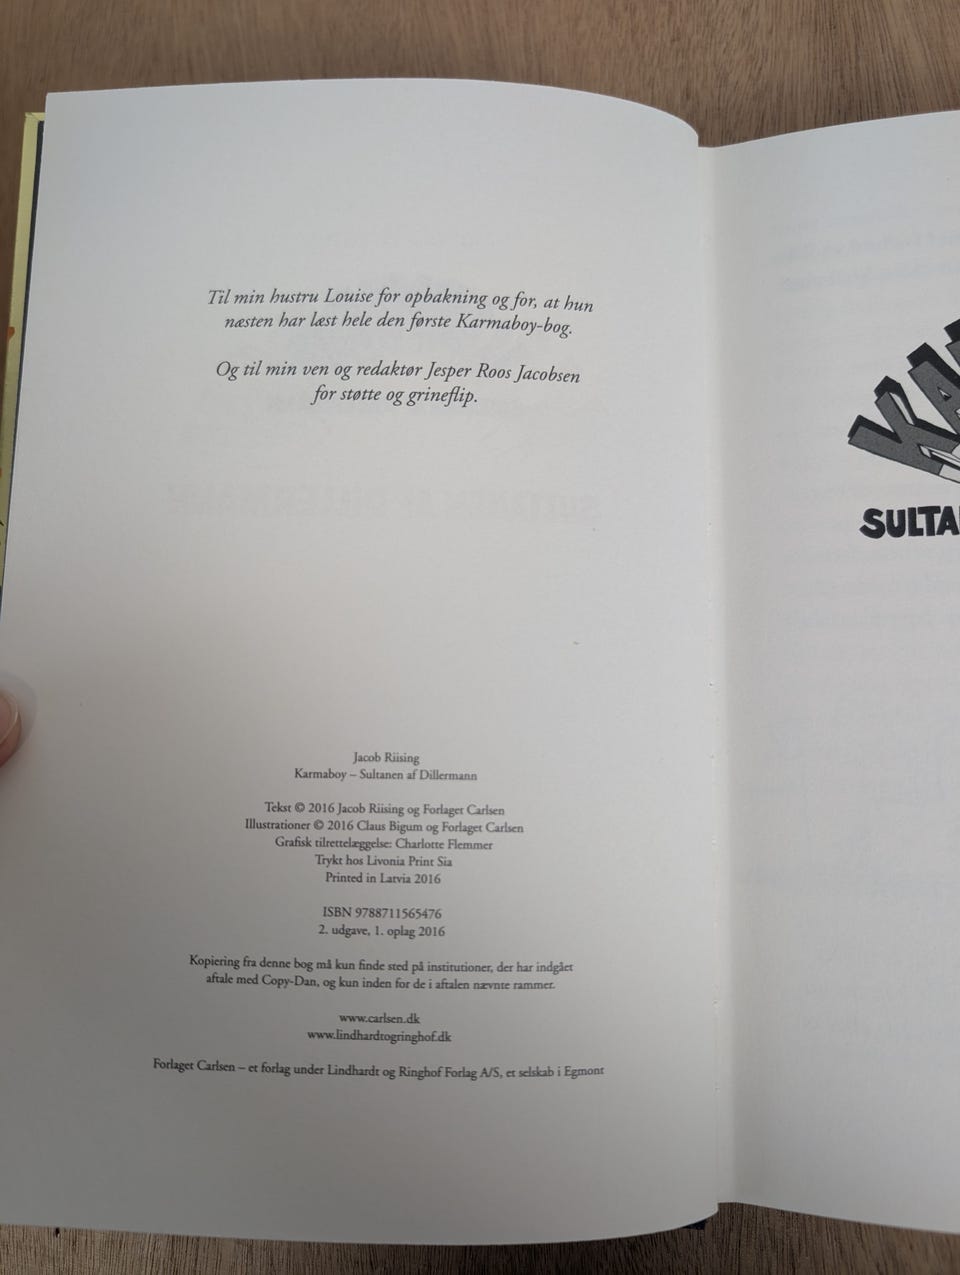 Til min hustru Louise for opbakning og for, at hun
næsten har læst hele den første Karmaboy-bog.
Og til min ven og redaktør Jesper Roos Jacobsen
for støtte og grineflip.
Jacob Riising
Karmaboy – Sultanen af Dillermann
Tekst © 2016 Jacob Riising og Forlaget Carlsen
Illustrationer © 2016 Claus Bigum og Forlaget Carlsen
Grafisk tilrettelæggelse: Charlotte Flemmer
Trykt hos Livonia Print Sia
Printed in Latvia 2016
ISBN 9788711565476
2. udgave, 1. oplag 2016
Kopiering fra denne bog må kun finde sted på institutioner, der har indgået
aftale med Copy-Dan, og kun inden for de i aftalen nævnte rammer.
www.carlsen.dk
www.lindhardtogringhof.dk
Forlaget Carlsen – et forlag under Lindhardt og Ringhof Forlag A/S, et selskab i Egmont
KA
SULTA